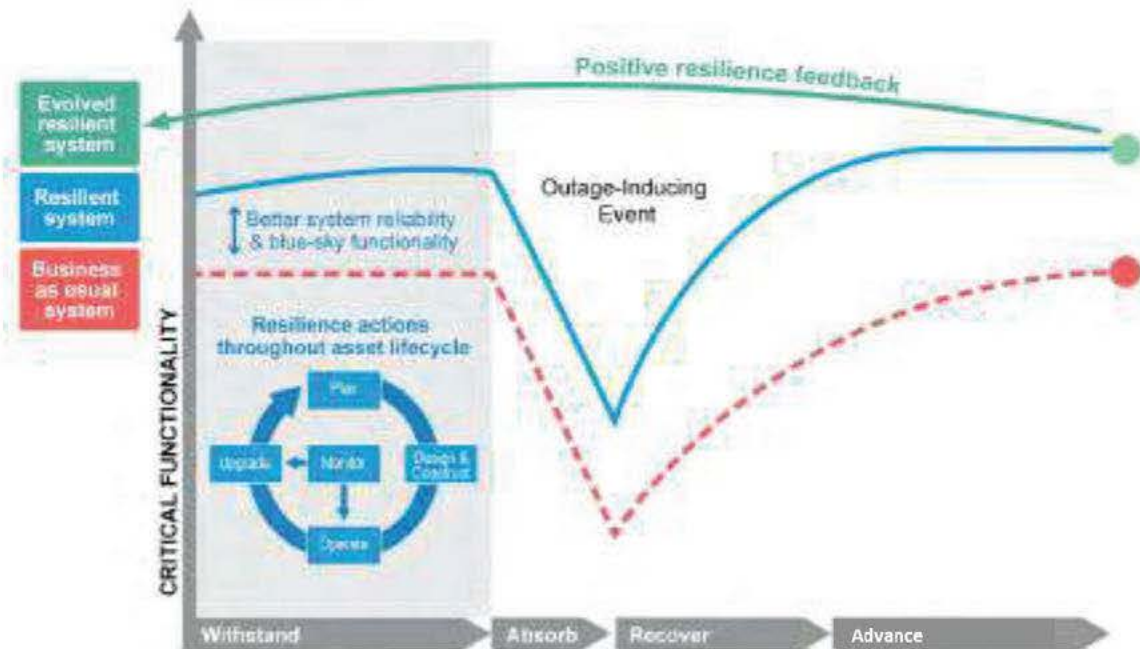 Positive resilience feedback
Evolved
resilient
system
Resilient
system
Business
as usual
system
Outage-Inducing
Event
Better system reliability
& blue-sky functionality
Resilience actions
throughout asset lifecycle
Plan
Upgrade
Monitor
Design &
Construct
Operate
CRITICAL FUNCTIONALITY
Withstand
Absorb
Recover
Advance